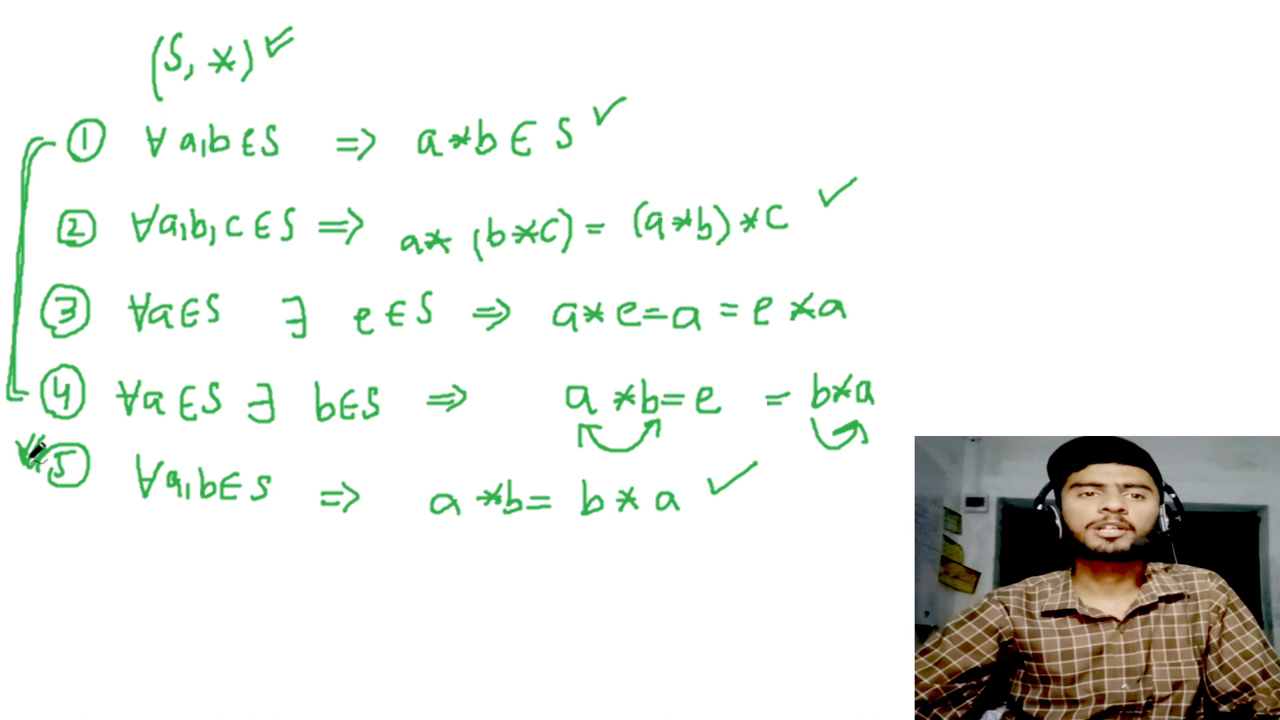 (S, *)
① ∀ a,b ∈ S ⇒ a*b ∈ S
② ∀a,b,c ∈ S ⇒ a* (b*c) = (a*b)*c
③ ∀a∈S ∃ e∈S ⇒ a*e=a = e*a
④ ∀a∈S ∃ b∈S ⇒ a*b=e = b*a
⑤ ∀a,b∈S ⇒ a*b= b*a